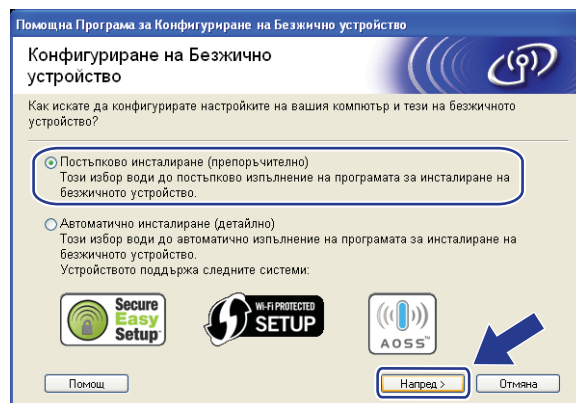 Помощна Програма за Конфигуриране на Безжично устройство
Конфигуриране на Безжично
устройство
Как искате да конфигурирате настройките на вашия компютър и тези на безжичното
устройство?
Постъпково инсталиране (препоръчително)
Този избор води до постъпково изпълнение на програмата за инсталиране на
безжичното устройство.
Автоматично инсталиране (детайлно)
Този избор води до автоматично изпълнение на програмата за инсталиране на
безжичното устройство.
Устройството поддържа следните системи:
Secure
Easy
Setup
Wi-Fi PROTECTED
SETUP
AOSS™
Помощ
Напред >
Отмяна